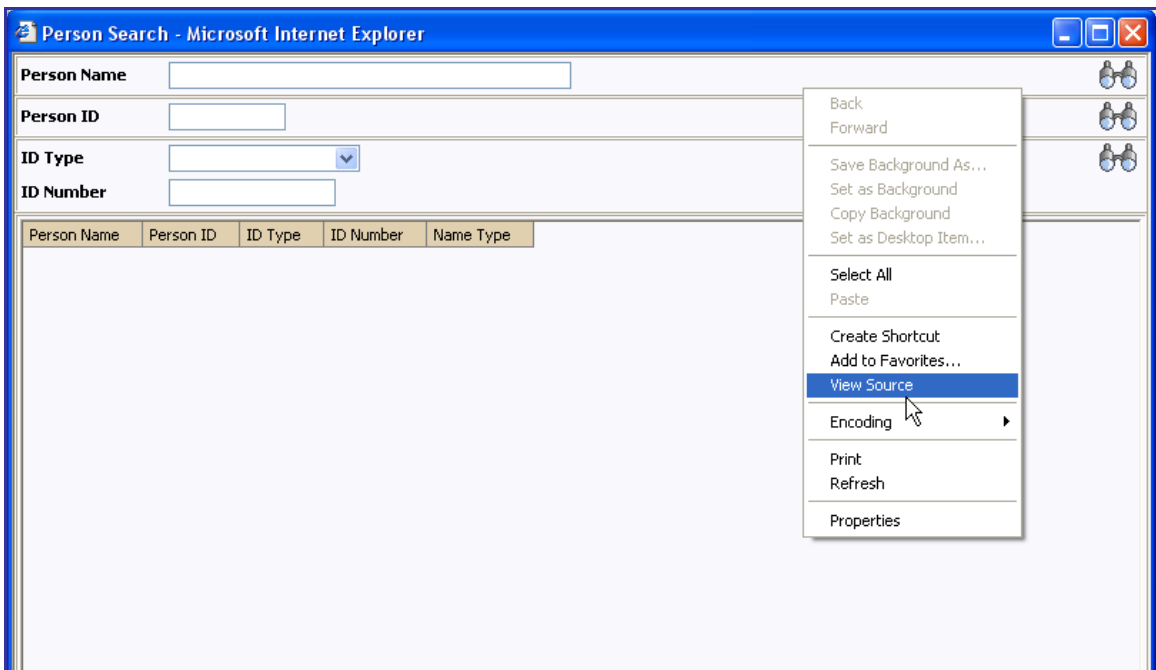 Person Search - Microsoft Internet Explorer
Person Name
Person ID
ID Type
ID Number
Person Name Person ID ID Type ID Number Name Type
Back
Forward
Save Background As...
Set as Background
Copy Background
Set as Desktop Item...
Select All
Paste
Create Shortcut
Add to Favorites...
View Source
Encoding
Print
Refresh
Properties